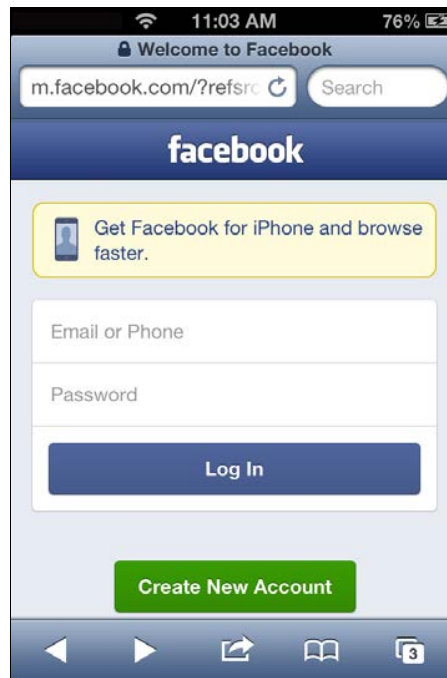 11:03 AM 76%
Welcome to Facebook
m.facebook.com/?refsrc Search
facebook
Get Facebook for iPhone and browse
faster.
Email or Phone
Password
Log In
Create New Account
3